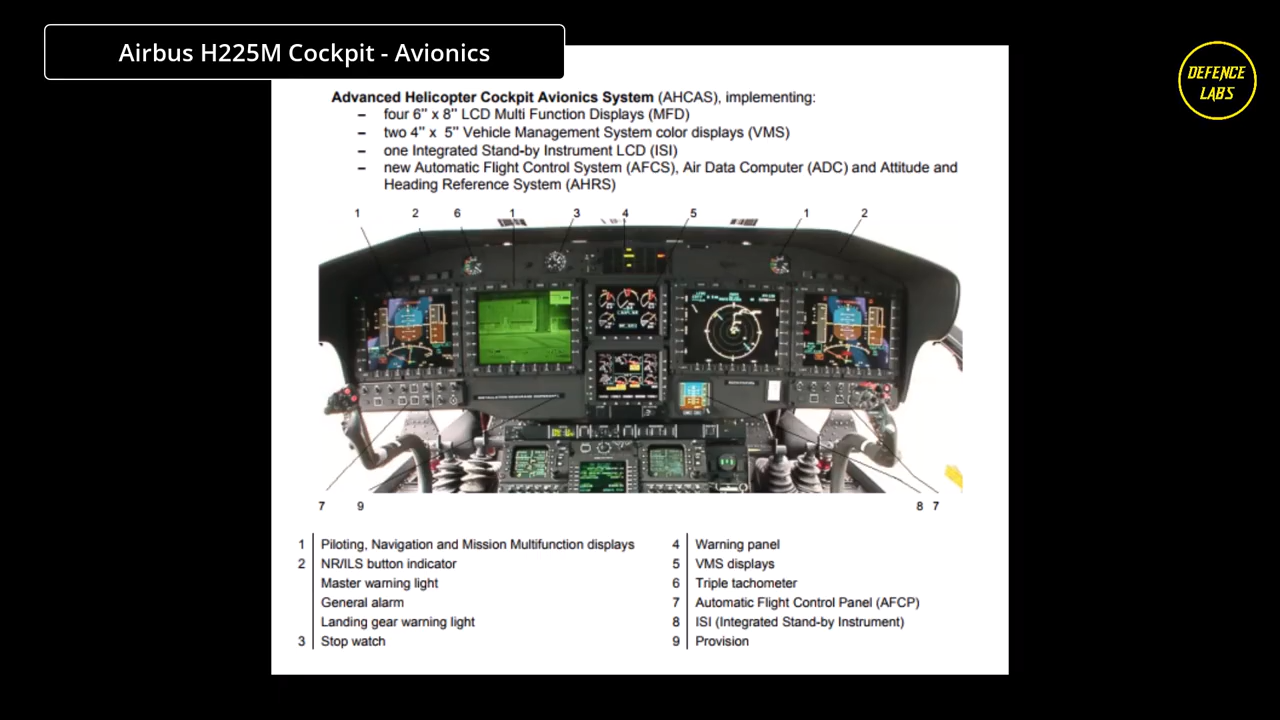 Airbus H225M Cockpit - Avionics
DEFENCE
LABS
Advanced Helicopter Cockpit Avionics System (AHCAS), implementing:
– four 6" x 8" LCD Multi Function Displays (MFD)
– two 4" x 5" Vehicle Management System color displays (VMS)
– one Integrated Stand-by Instrument LCD (ISI)
– new Automatic Flight Control System (AFCS), Air Data Computer (ADC) and Attitude and
Heading Reference System (AHRS)
1 2 6 1 3 4 5 1 2
7 9 8 7
1 Piloting, Navigation and Mission Multifunction displays
2 NR/ILS button indicator
Master warning light
General alarm
Landing gear warning light
3 Stop watch
4 Warning panel
5 VMS displays
6 Triple tachometer
7 Automatic Flight Control Panel (AFCP)
8 ISI (Integrated Stand-by Instrument)
9 Provision